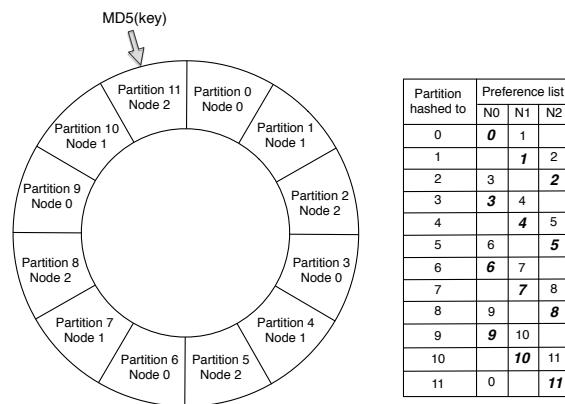 MD5(key)
Partition 11
Node 2
Partition 0
Node 0
Partition 10
Node 1
Partition 1
Node 1
Partition 9
Node 0
Partition 2
Node 2
Partition 8
Node 2
Partition 3
Node 0
Partition 7
Node 1
Partition 4
Node 1
Partition 6
Node 0
Partition 5
Node 2
Partition hashed to
Preference list
N0 N1 N2
0 0 1
1 1 2
2 3 2
3 3 4
4 4 5
5 6 5
6 6 7
7 7 8
8 9 8
9 9 10
10 10 11
11 0 11